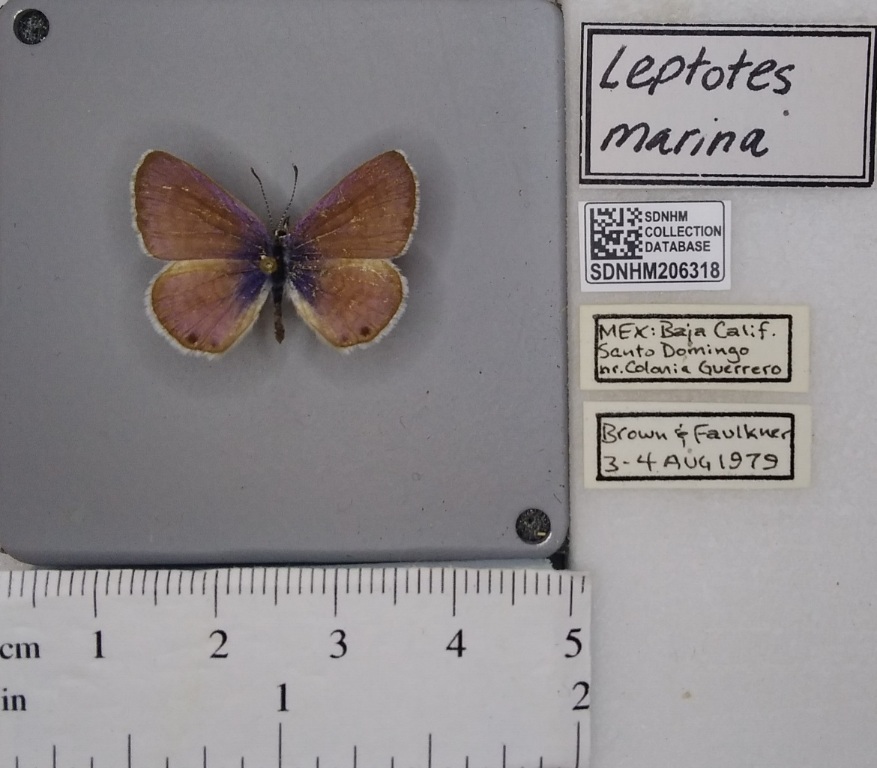 Leptotes
marina
SDNHM
COLLECTION
DATABASE
SDNHM206318
MEX: Baja Calif.
Santo Domingo
nr. Colonia Guerrero
Brown & Faulkner
3-4 AUG 1979
cm 1 2 3 4 5
in 1 2